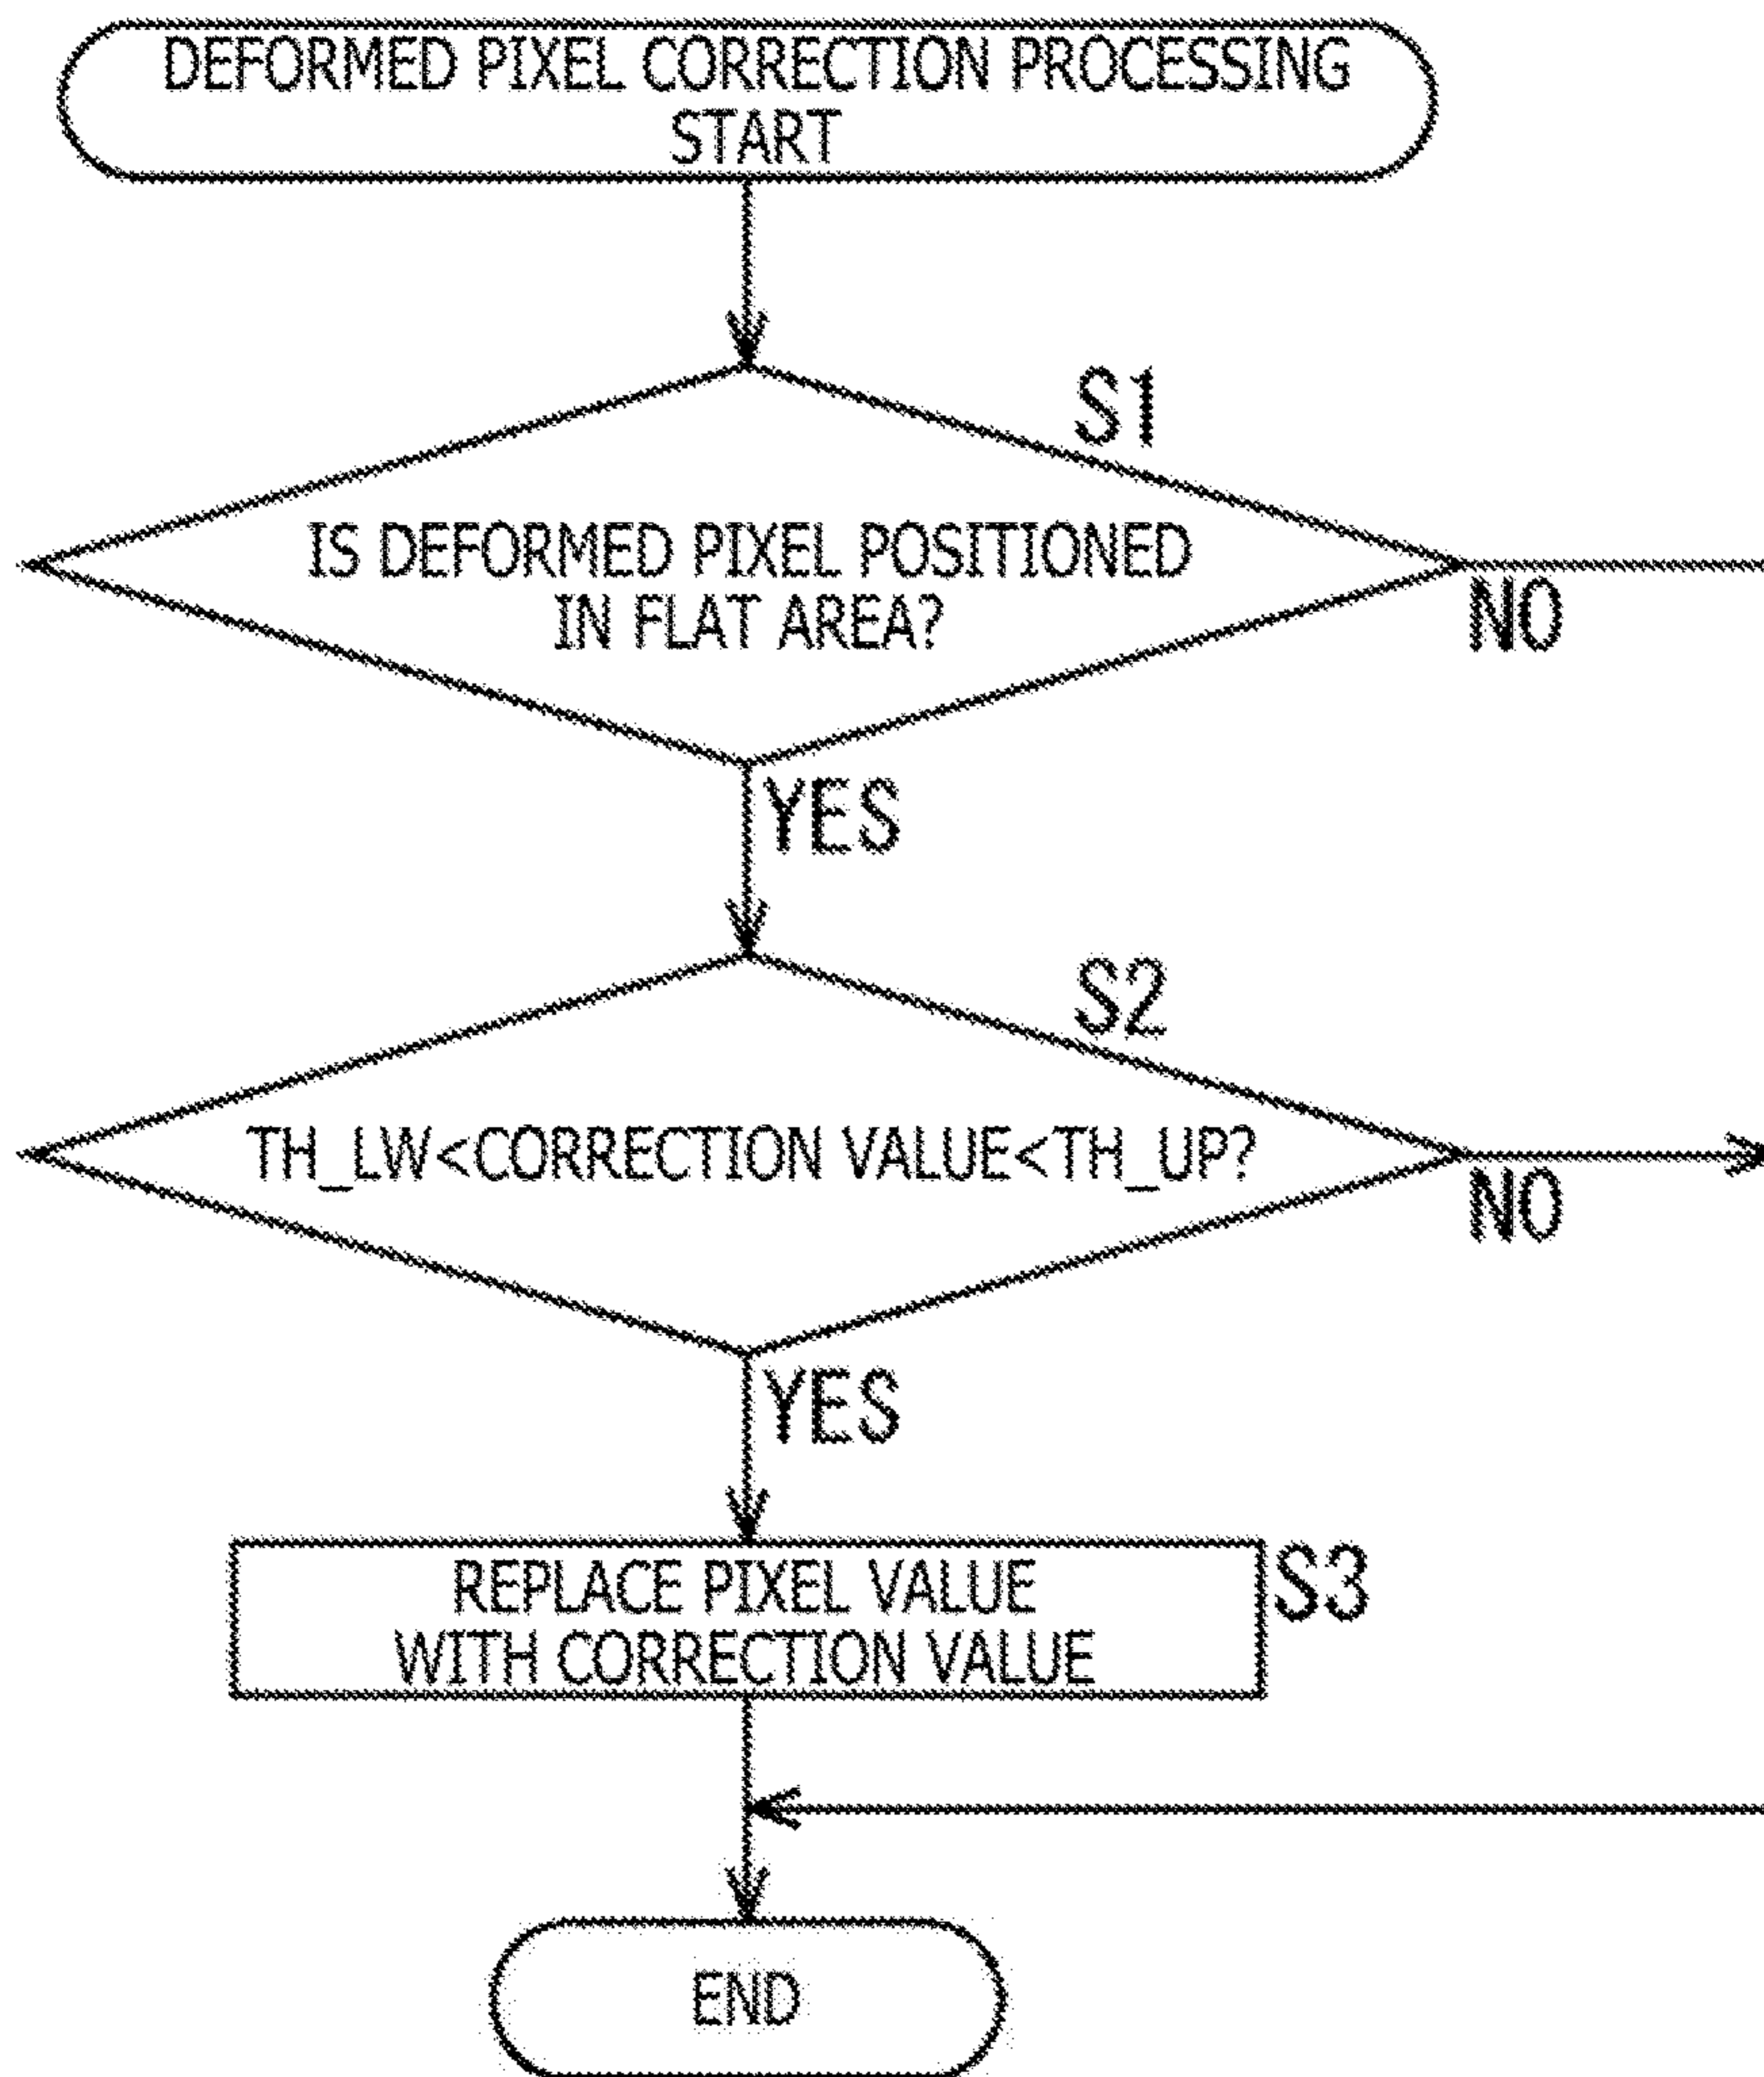 DEFORMED PIXEL CORRECTION PROCESSING
START
S1
IS DEFORMED PIXEL POSITIONED
IN FLAT AREA?
NO
YES
S2
TH_LW<CORRECTION VALUE<TH_UP?
NO
YES
REPLACE PIXEL VALUE
WITH CORRECTION VALUE
S3
END